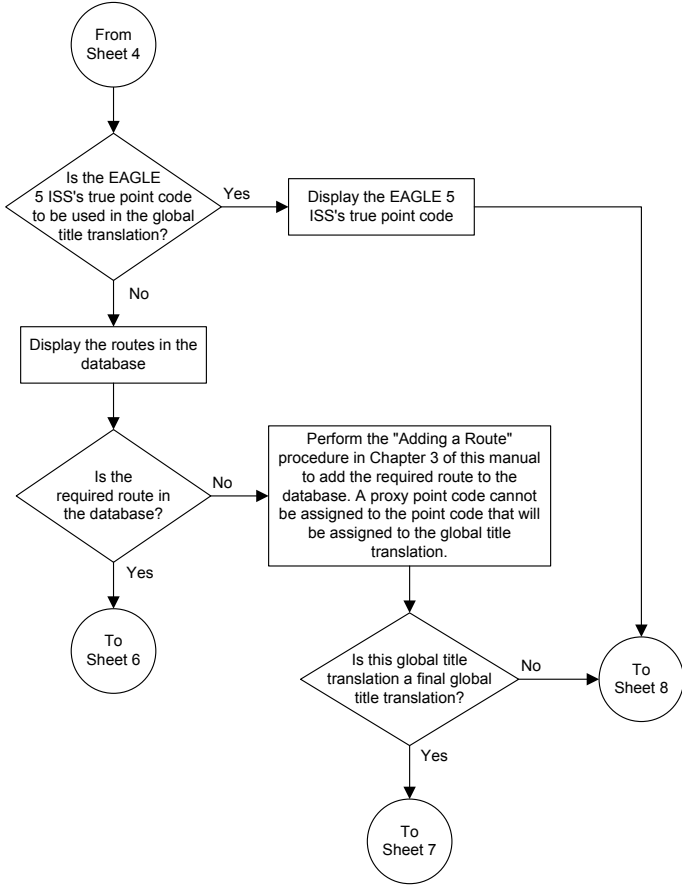 From
Sheet 4
Is the EAGLE
5 ISS's true point code
to be used in the global
title translation?
Yes
Display the EAGLE 5
ISS's true point code
No
Display the routes in the
database
Is the
required route in
the database?
No
Perform the "Adding a Route"
procedure in Chapter 3 of this manual
to add the required route to the
database. A proxy point code cannot
be assigned to the point code that will
be assigned to the global title
translation.
Yes
To
Sheet 6
Is this global title
translation a final global
title translation?
No
To
Sheet 8
Yes
To
Sheet 7